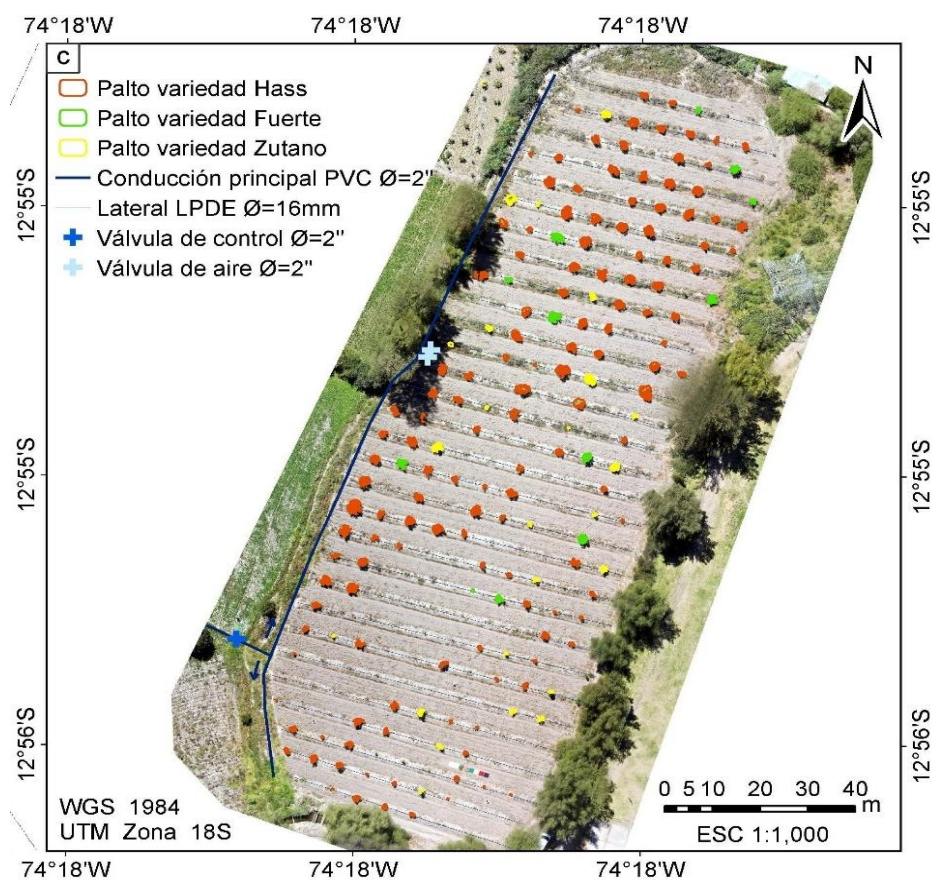 74°18'W 74°18'W 74°18'W
C
N
Palto variedad Hass
Palto variedad Fuerte
Palto variedad Zutano
Conducción principal PVC Ø=2"
Lateral LPDE Ø=16mm
Válvula de control Ø=2"
Válvula de aire Ø=2"
12°55'S 12°55'S
12°55'S 12°55'S
12°56'S 12°56'S
0 5 10 20 30 40
m
ESC 1:1,000
WGS 1984
UTM Zona 18S
74°18'W 74°18'W 74°18'W